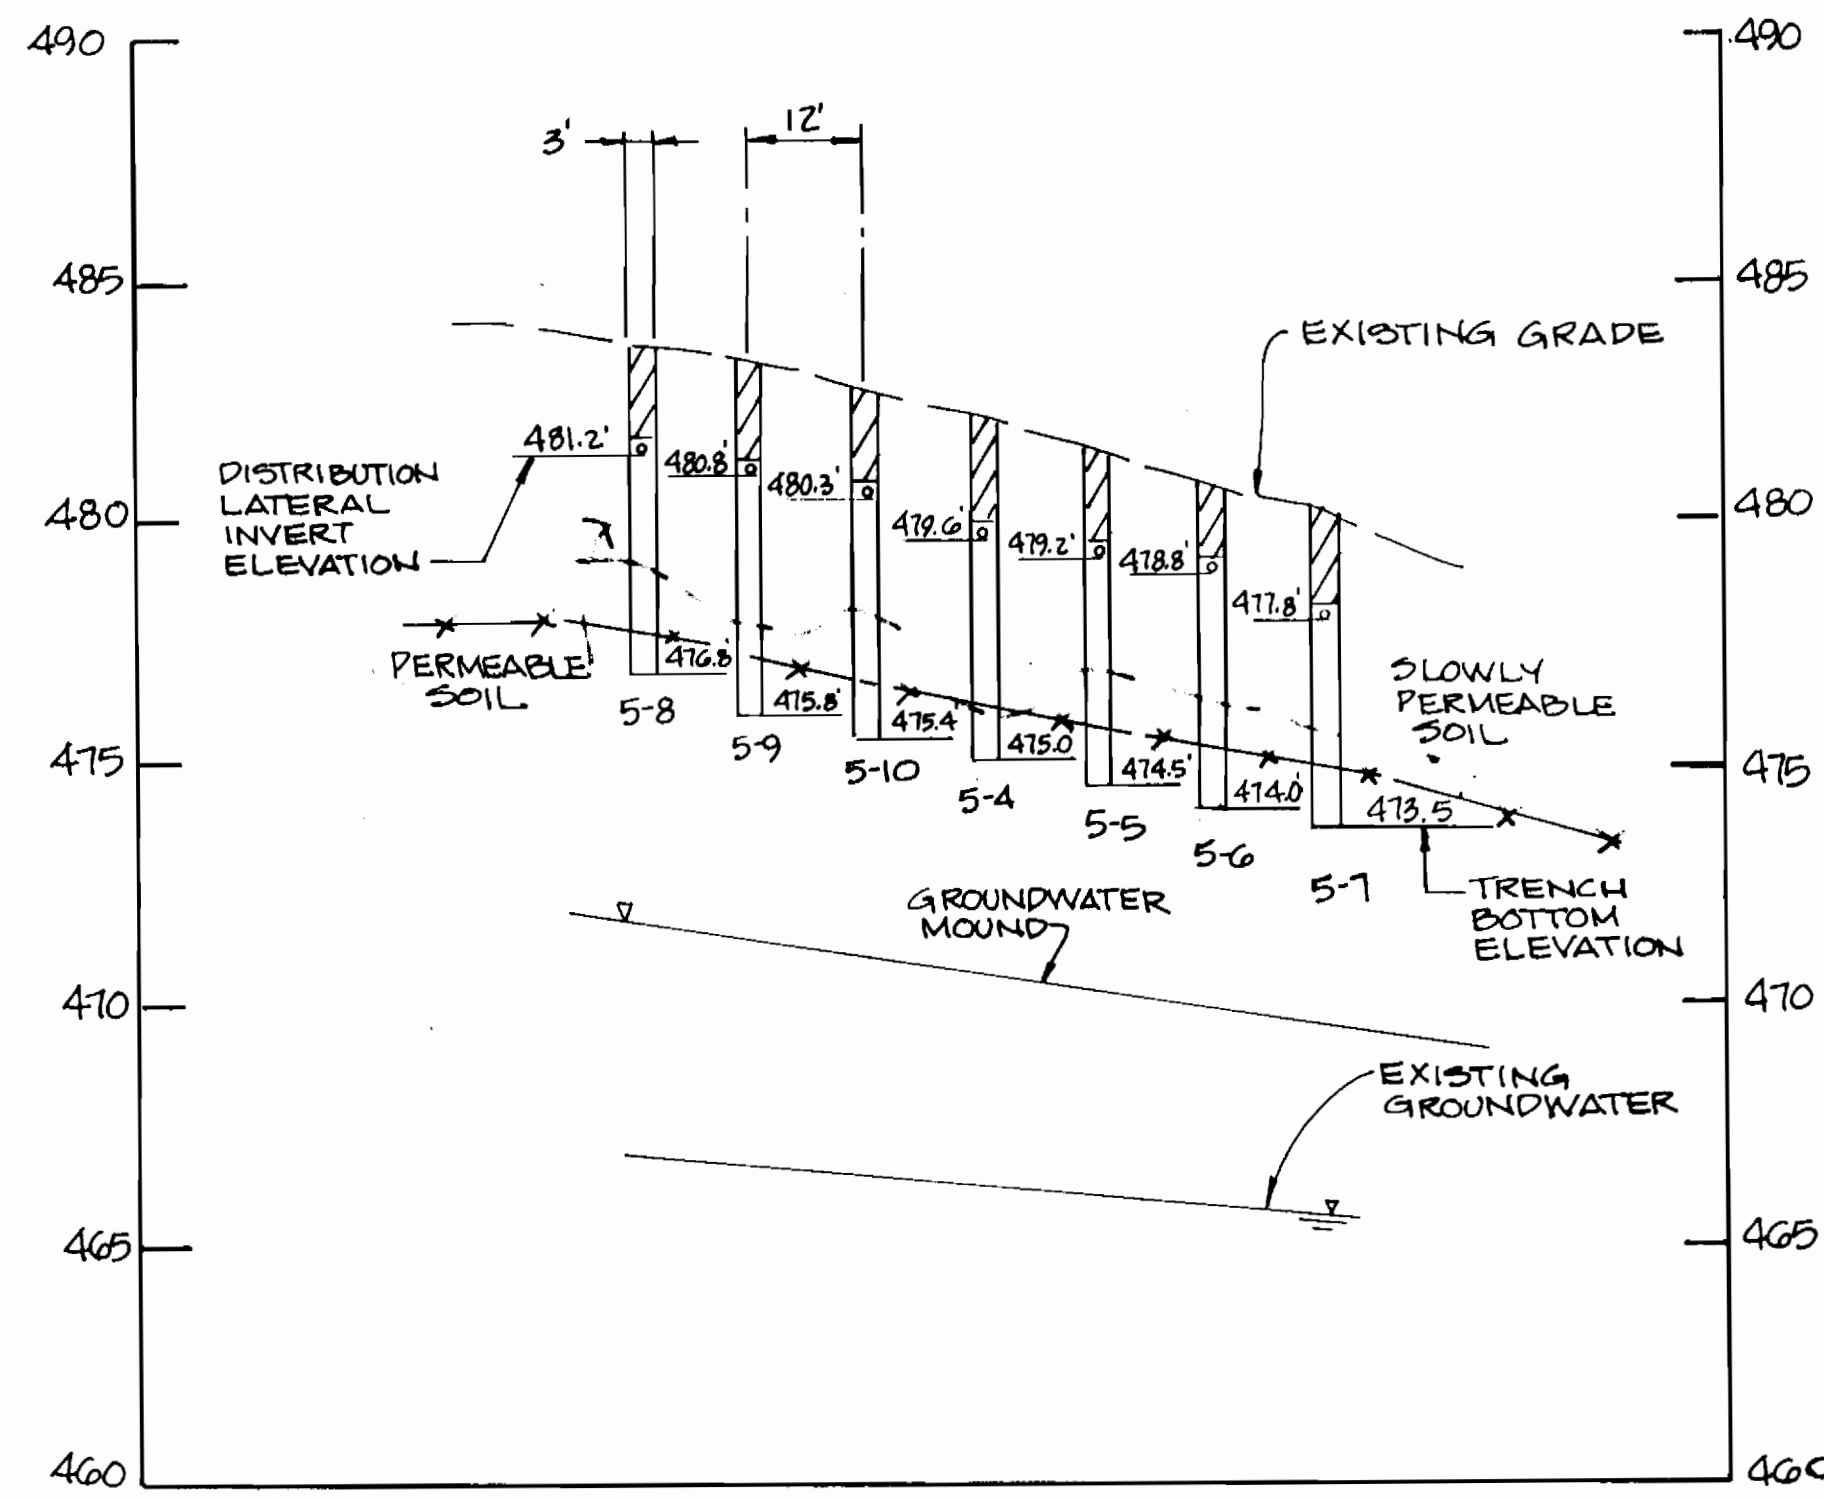 490
.490
3'
12'
485
485
EXISTING GRADE
481.2'
480.8'
480.3'
479.6'
479.2'
478.8'
477.8'
DISTRIBUTION
LATERAL
INVERT
ELEVATION
480
480
PERMEABLE
SOIL
SLOWLY
PERMEABLE
SOIL
476.8'
475.8'
475.4'
475.0
474.5'
474.0'
473.5'
5-8
5-9
5-10
5-4
5-5
5-6
5-7
475
475
TRENCH
BOTTOM
ELEVATION
GROUNDWATER
MOUND
470
470
EXISTING
GROUNDWATER
465
465
460
460